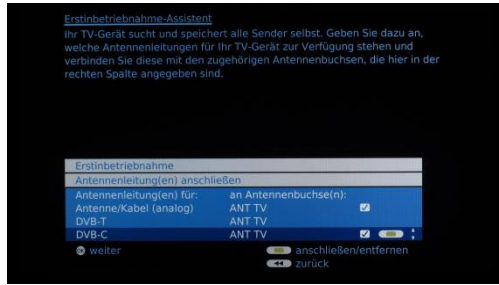 Erstinbetriebnahme-Assistent
Ihr TV-Gerät sucht und speichert alle Sender selbst. Geben Sie dazu an,
welche Antennenleitungen für Ihr TV-Gerät zur Verfügung stehen und
verbinden Sie diese mit den zugehörigen Antennenbuchsen, die hier in der
rechten Spalte angegeben sind.
Erstinbetriebnahme
Antennenleitung(en) anschließen
Antennenleitung(en) für: an Antennenbuchse(n):
Antenne/Kabel (analog) ANT TV
DVB-T ANT TV
DVB-C ANT TV
OK weiter anschließen/entfernen
zurück